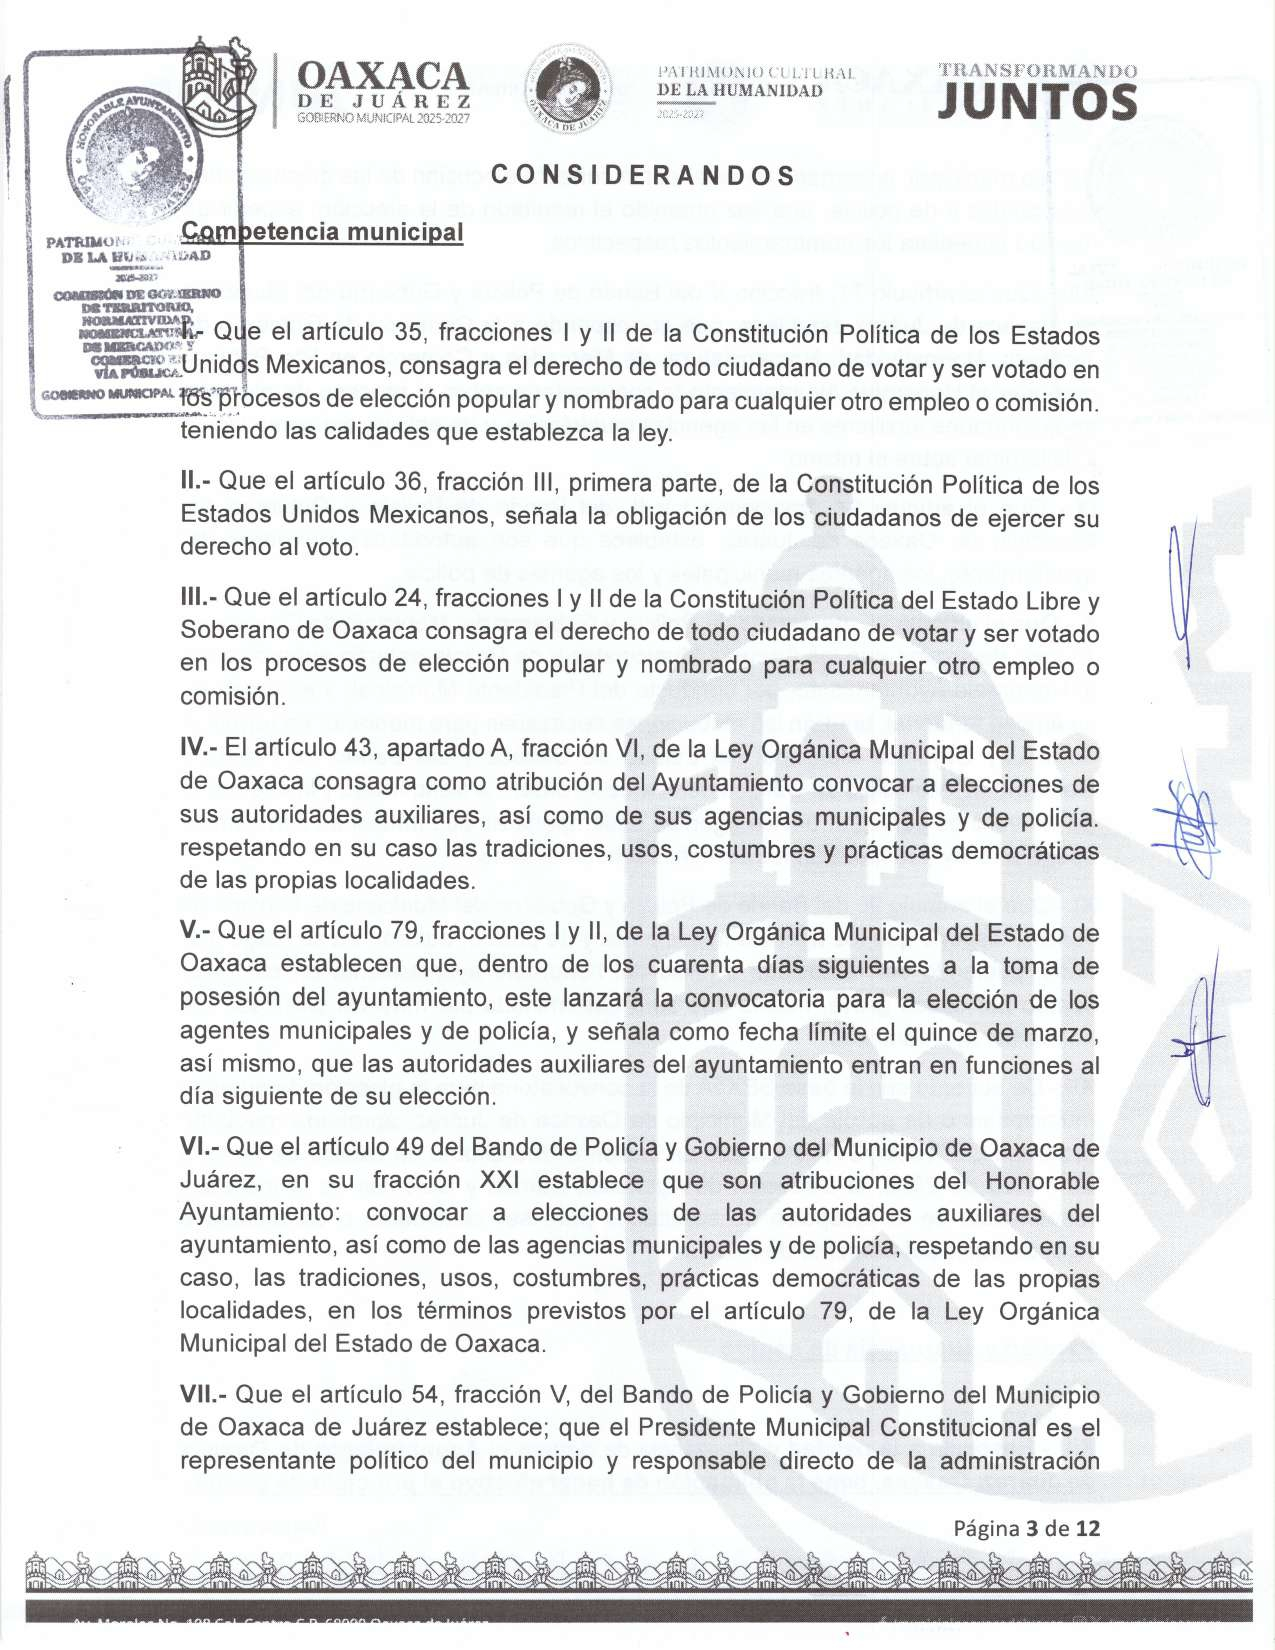 OAXACA
DE JUÁREZ
GOBIERNO MUNICIPAL 2025-2027
PATRIMONIO CULTURAL
DE LA HUMANIDAD
2025-2027
TRANSFORMANDO
JUNTOS
HONORABLE AYUNTAMIENTO
OAXACA DE JUÁREZ
PATRIMONIO CULTURAL
DE LA HUMANIDAD
2025-2027
COMISIÓN DE GOBIERNO
DE TERRITORIO,
NORMATIVIDAD,
NOMENCLATURA
DE MERCADOS Y
COMERCIO EN
VÍA PÚBLICA.
GOBIERNO MUNICIPAL 2025-2027
CONSIDERANDOS
Competencia municipal
I.- Que el artículo 35, fracciones I y II de la Constitución Política de los Estados
Unidos Mexicanos, consagra el derecho de todo ciudadano de votar y ser votado en
los procesos de elección popular y nombrado para cualquier otro empleo o comisión.
teniendo las calidades que establezca la ley.
II.- Que el artículo 36, fracción III, primera parte, de la Constitución Política de los
Estados Unidos Mexicanos, señala la obligación de los ciudadanos de ejercer su
derecho al voto.
III.- Que el artículo 24, fracciones I y II de la Constitución Política del Estado Libre y
Soberano de Oaxaca consagra el derecho de todo ciudadano de votar y ser votado
en los procesos de elección popular y nombrado para cualquier otro empleo o
comisión.
IV.- El artículo 43, apartado A, fracción VI, de la Ley Orgánica Municipal del Estado
de Oaxaca consagra como atribución del Ayuntamiento convocar a elecciones de
sus autoridades auxiliares, así como de sus agencias municipales y de policía.
respetando en su caso las tradiciones, usos, costumbres y prácticas democráticas
de las propias localidades.
V.- Que el artículo 79, fracciones I y II, de la Ley Orgánica Municipal del Estado de
Oaxaca establecen que, dentro de los cuarenta días siguientes a la toma de
posesión del ayuntamiento, este lanzará la convocatoria para la elección de los
agentes municipales y de policía, y señala como fecha límite el quince de marzo,
así mismo, que las autoridades auxiliares del ayuntamiento entran en funciones al
día siguiente de su elección.
VI.- Que el artículo 49 del Bando de Policía y Gobierno del Municipio de Oaxaca de
Juárez, en su fracción XXI establece que son atribuciones del Honorable
Ayuntamiento: convocar a elecciones de las autoridades auxiliares del
ayuntamiento, así como de las agencias municipales y de policía, respetando en su
caso, las tradiciones, usos, costumbres, prácticas democráticas de las propias
localidades, en los términos previstos por el artículo 79, de la Ley Orgánica
Municipal del Estado de Oaxaca.
VII.- Que el artículo 54, fracción V, del Bando de Policía y Gobierno del Municipio
de Oaxaca de Juárez establece; que el Presidente Municipal Constitucional es el
representante político del municipio y responsable directo de la administración
Página 3 de 12